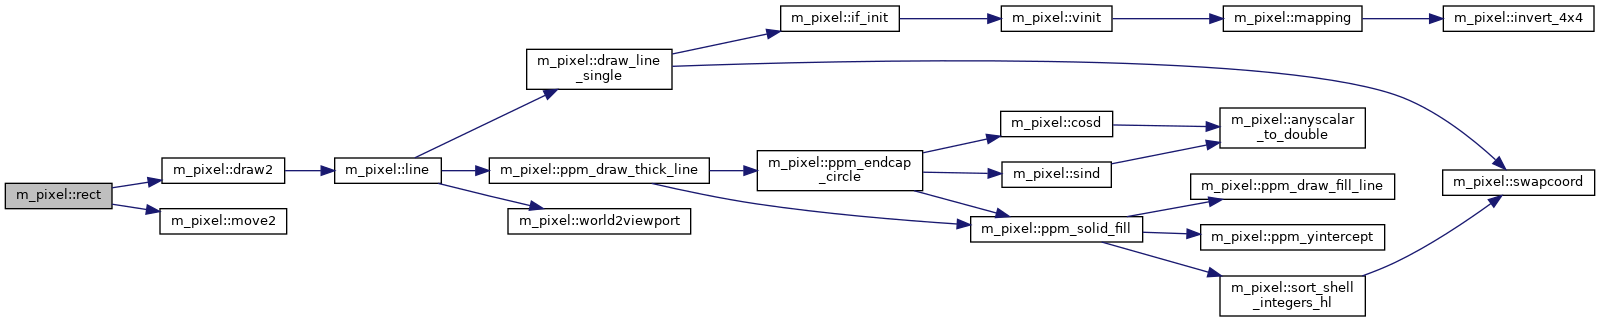 m_pixel::rect
m_pixel::draw2
m_pixel::move2
m_pixel::line
m_pixel::draw_line
_single
m_pixel::ppm_draw_thick_line
m_pixel::world2viewport
m_pixel::if_init
m_pixel::vinit
m_pixel::mapping
m_pixel::invert_4x4
m_pixel::ppm_endcap
_circle
m_pixel::cosd
m_pixel::sind
m_pixel::anyscalar
_to_double
m_pixel::ppm_solid_fill
m_pixel::ppm_draw_fill_line
m_pixel::ppm_yintercept
m_pixel::sort_shell
_integers_hl
m_pixel::swapcoord